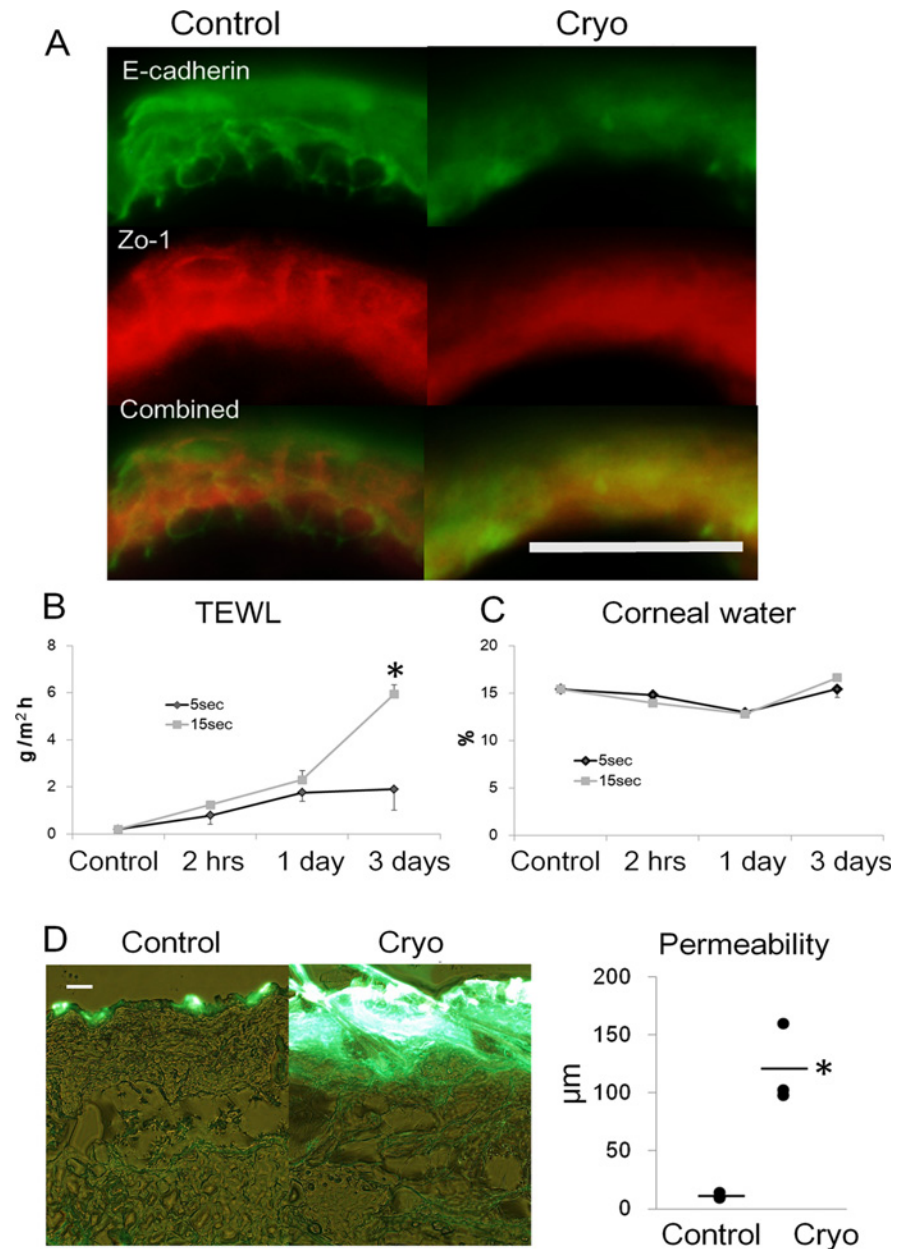 A
Control
Cryo
E-cadherin
Zo-1
Combined
B
TEWL
g/m² h
8
6
4
2
0
*
5sec
15sec
Control
2 hrs
1 day
3 days
C
Corneal water
%
20
15
10
5
0
5sec
15sec
Control
2 hrs
1 day
3 days
D
Control
Cryo
Permeability
µm
200
150
100
50
0
*
Control
Cryo